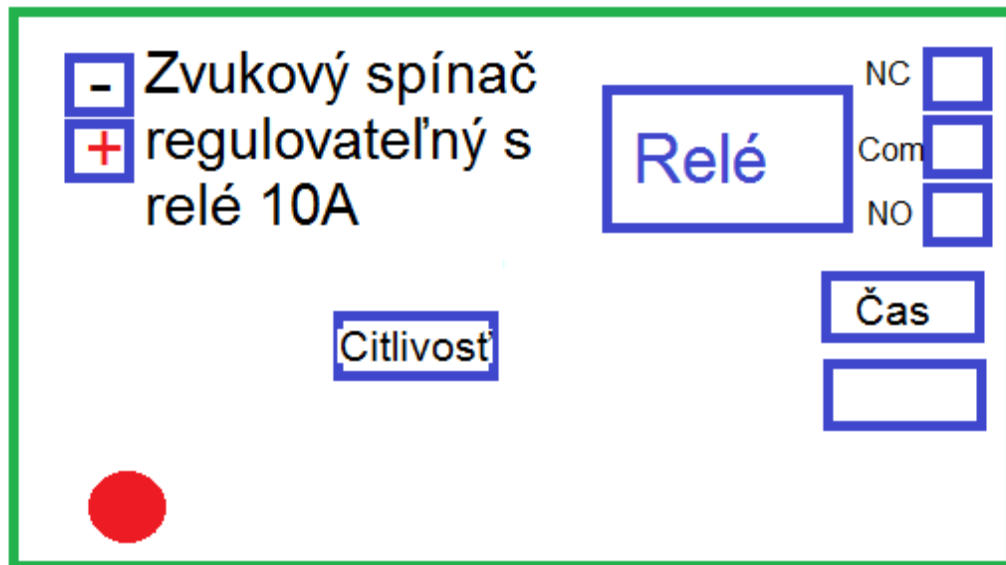 -
+
Zvukový spínač
regulovateľný s
relé 10A
Relé
NC
Com
NO
Čas
Citlivosť